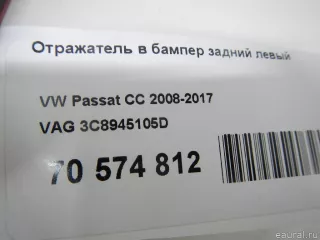 Отражатель в бампер задний левый
VW Passat CC 2008-2017
VAG 3C8945105D
70 574 812
eaural.ru